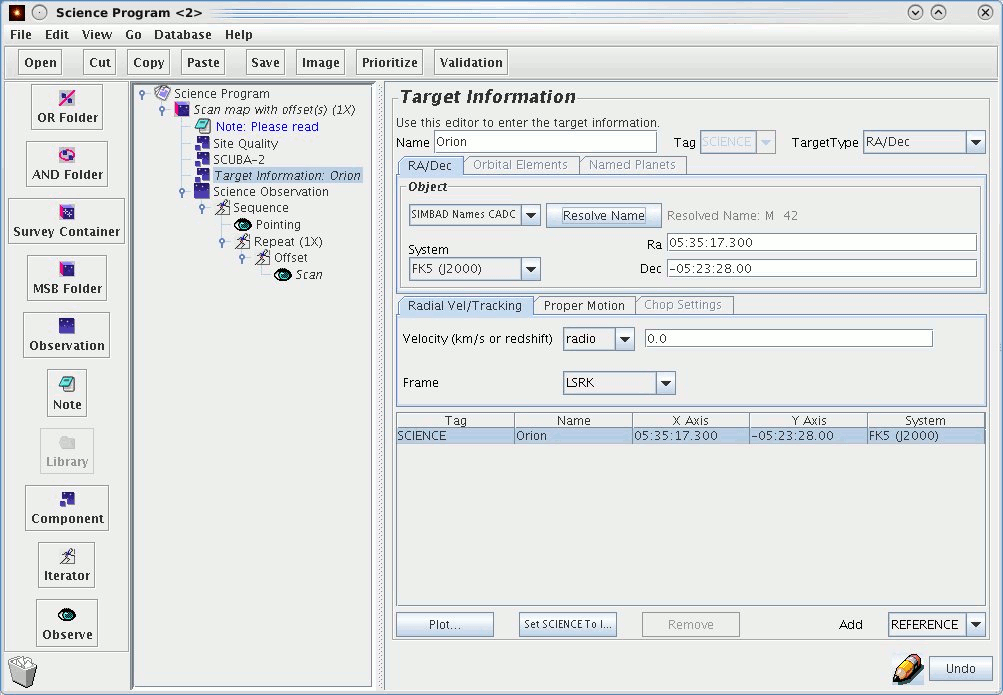 Science Program <2>
File Edit View Go Database Help
Open Cut Copy Paste Save Image Prioritize Validation
OR Folder
AND Folder
Survey Container
MSB Folder
Observation
Note
Library
Component
Iterator
Observe
Science Program
Scan map with offset(s) (1X)
Note: Please read
Site Quality
SCUBA-2
Target Information: Orion
Science Observation
Sequence
Pointing
Repeat (1X)
Offset
Scan
Target Information
Use this editor to enter the target information.
Name Orion Tag SCIENCE TargetType RA/Dec
RA/Dec Orbital Elements Named Planets
Object
SIMBAD Names CADC Resolve Name Resolved Name: M 42
Ra 05:35:17.300
System
FK5 (J2000) Dec -05:23:28.00
Radial Vel/Tracking Proper Motion Chop Settings
Velocity (km/s or redshift) radio 0.0
Frame LSRK
Tag Name X Axis Y Axis System
SCIENCE Orion 05:35:17.300 -05:23:28.00 FK5 (J2000)
Plot... Set SCIENCE To I... Remove Add REFERENCE
Undo